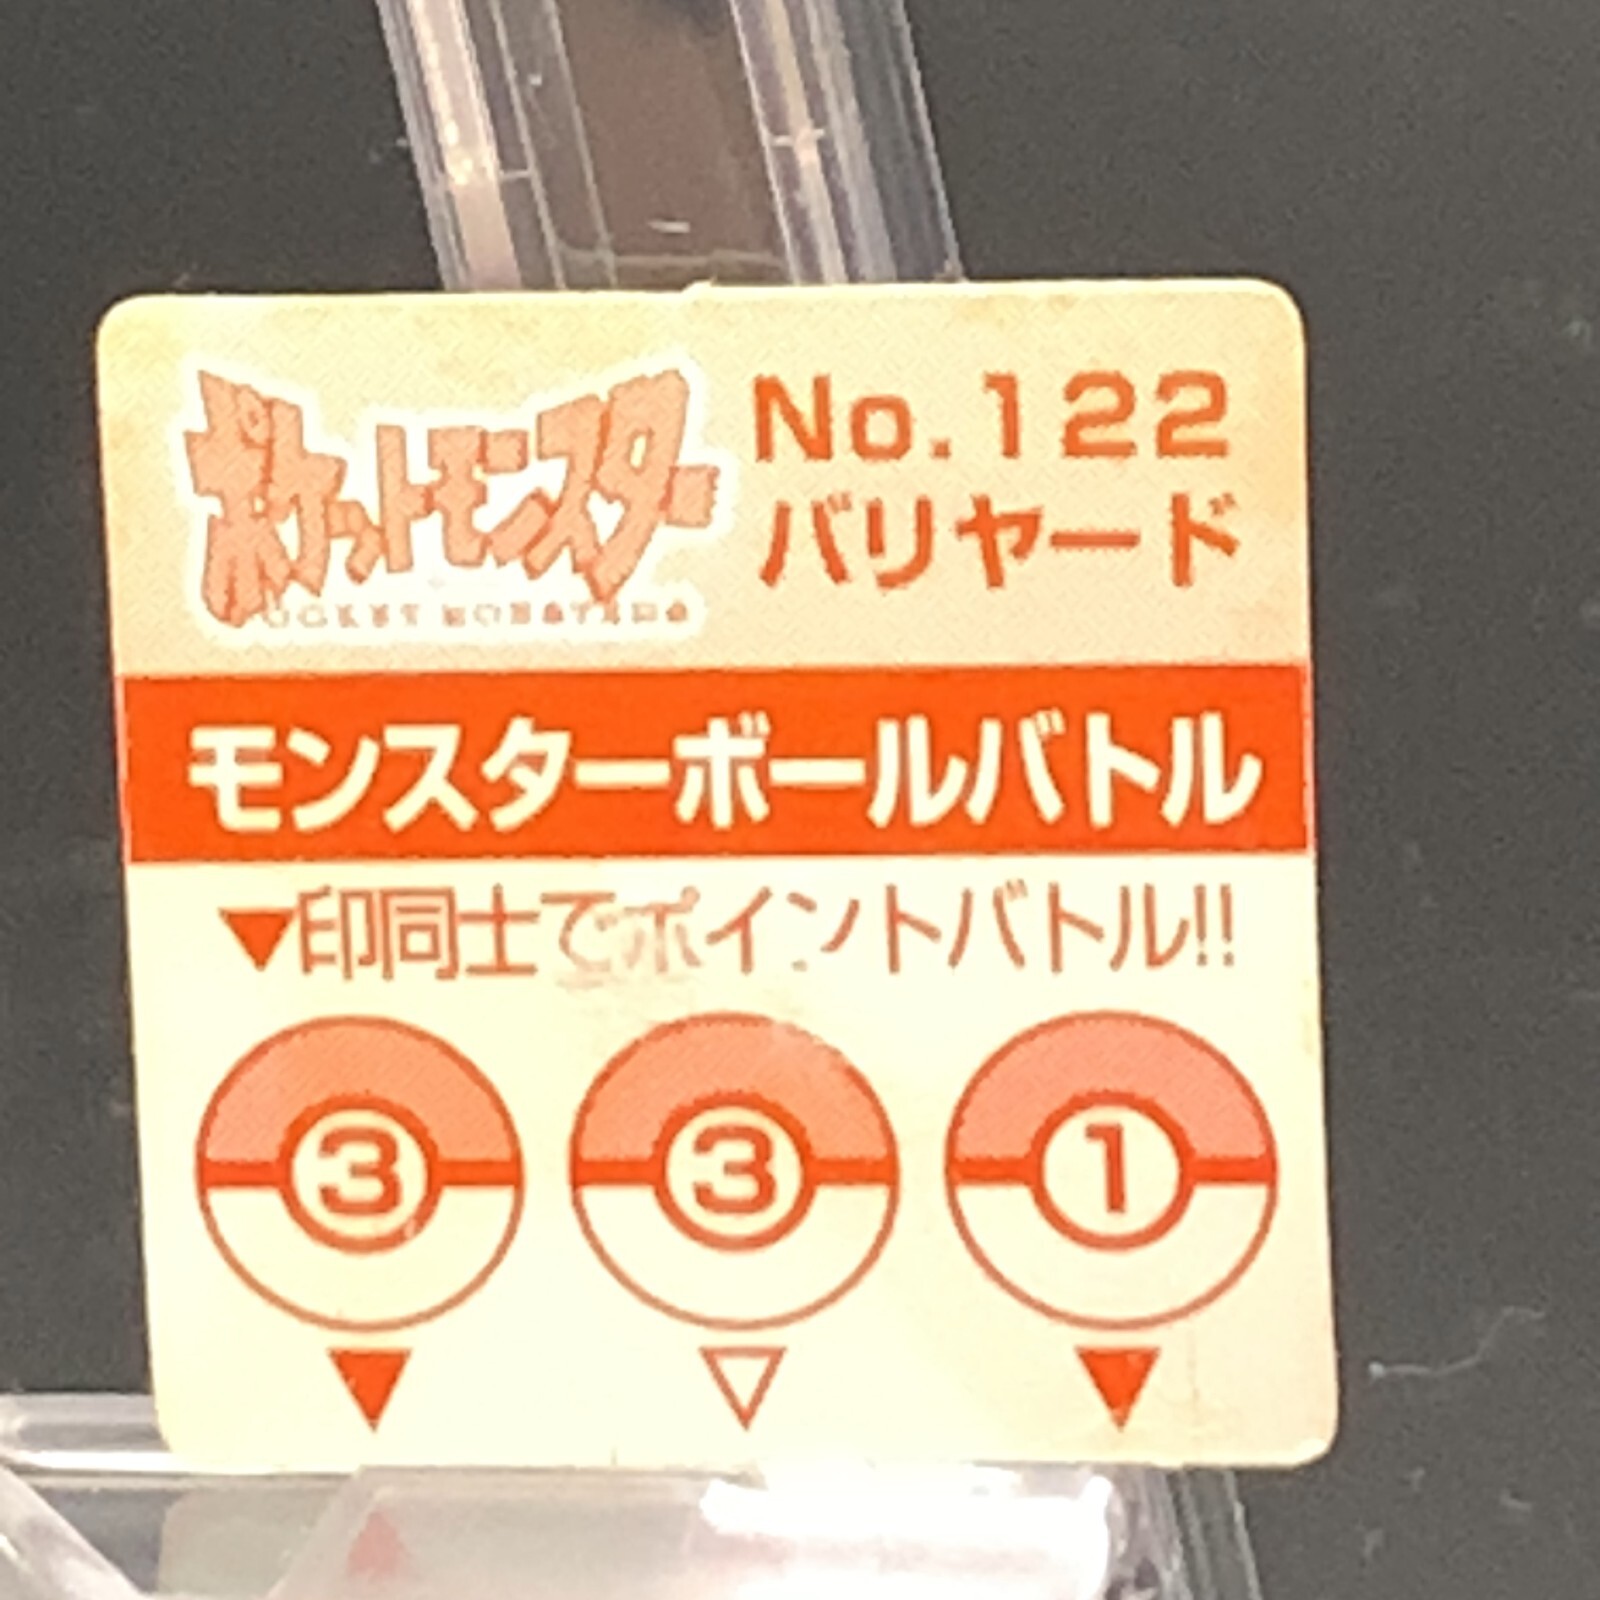 ポケットモンスター
POCKET MONSTERS
No.122
バリヤード
モンスターボールバトル
▼印同士でポイントバトル!!
3 3 1